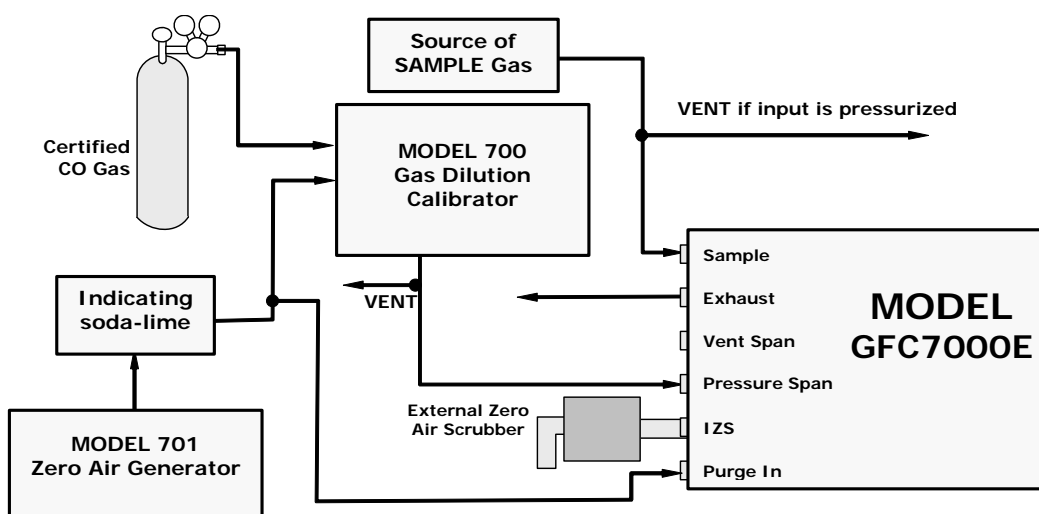 Source of
SAMPLE Gas
VENT if input is pressurized
Certified
CO Gas
MODEL 700
Gas Dilution
Calibrator
Indicating
soda-lime
VENT
MODEL 701
Zero Air Generator
External Zero
Air Scrubber
Sample
Exhaust
Vent Span
Pressure Span
IZS
Purge In
MODEL
GFC7000E